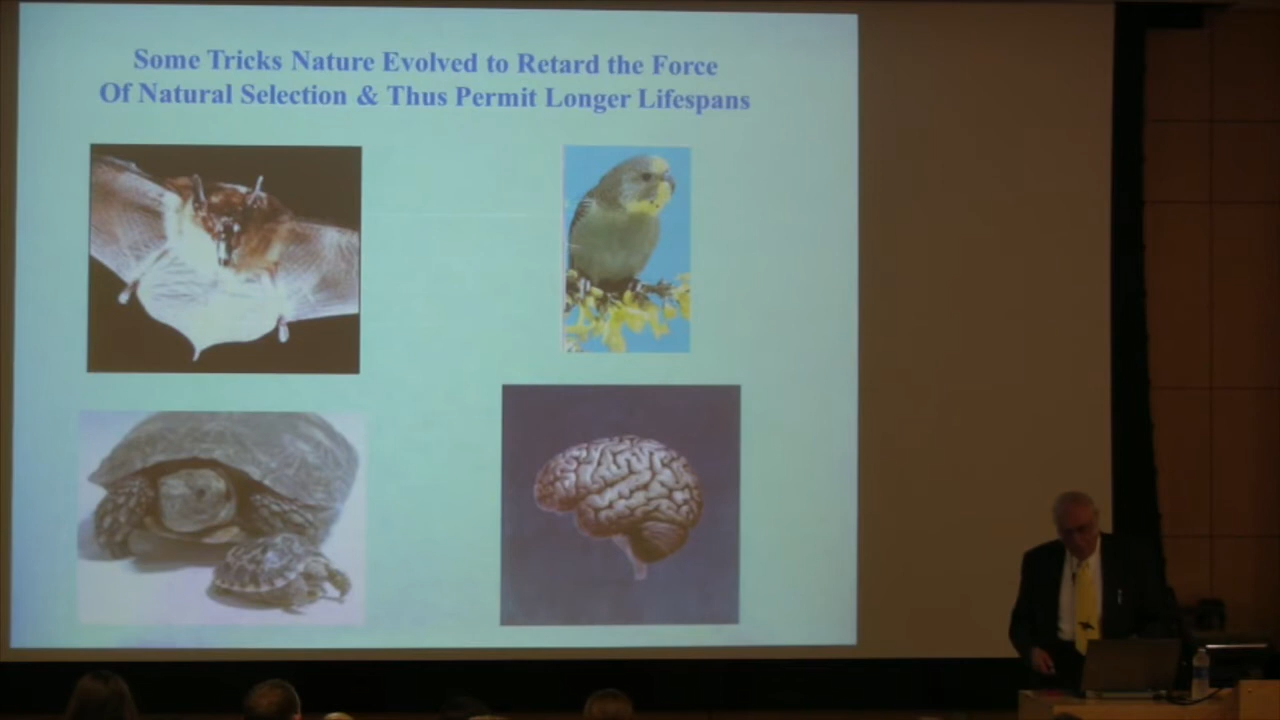 Some Tricks Nature Evolved to Retard the Force
Of Natural Selection & Thus Permit Longer Lifespans